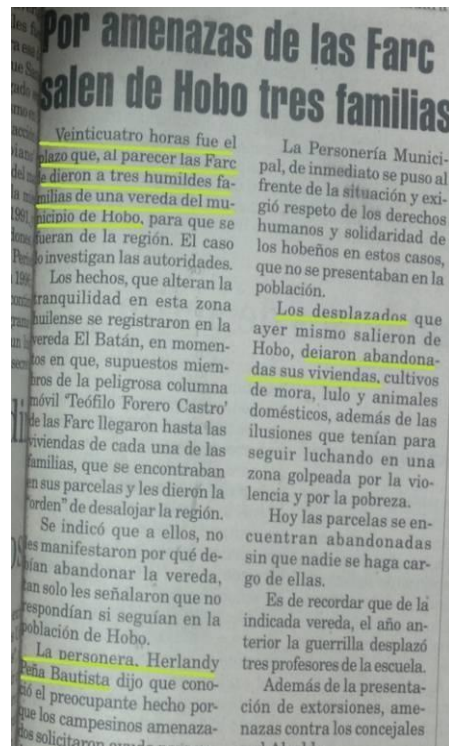 Por amenazas de las Farc
salen de Hobo tres familias
Veinticuatro horas fue el
plazo que, al parecer las Farc
le dieron a tres humildes fa-
milias de una vereda del mu-
nicipio de Hobo, para que se
fueran de la región. El caso
lo investigan las autoridades.
Los hechos, que alteran la
tranquilidad en esta zona
huilense se registraron en la
vereda El Batán, en momen-
tos en que, supuestos miem-
bros de la peligrosa columna
móvil ‘Teófilo Forero Castro’
de las Farc llegaron hasta las
viviendas de cada una de las
familias, que se encontraban
en sus parcelas y les dieron la
“orden” de desalojar la región.
Se indicó que a ellos, no
les manifestaron por qué de-
bían abandonar la vereda,
tan solo les señalaron que no
respondían si seguían en la
población de Hobo.
La personera, Herlandy
Peña Bautista dijo que cono-
ció el preocupante hecho por-
que los campesinos amenaza-
dos solicitaron
La Personería Munici-
pal, de inmediato se puso al
frente de la situación y exi-
gió respeto de los derechos
humanos y solidaridad de
los hobeños en estos casos,
que no se presentaban en la
población.
Los desplazados que
ayer mismo salieron de
Hobo, dejaron abandona-
das sus viviendas, cultivos
de mora, lulo y animales
domésticos, además de las
ilusiones que tenían para
seguir luchando en una
zona golpeada por la vio-
lencia y por la pobreza.
Hoy las parcelas se en-
cuentran abandonadas
sin que nadie se haga car-
go de ellas.
Es de recordar que de la
indicada vereda, el año an-
terior la guerrilla desplazó
tres profesores de la escuela.
Además de la presenta-
ción de extorsiones, ame-
nazas contra los concejales